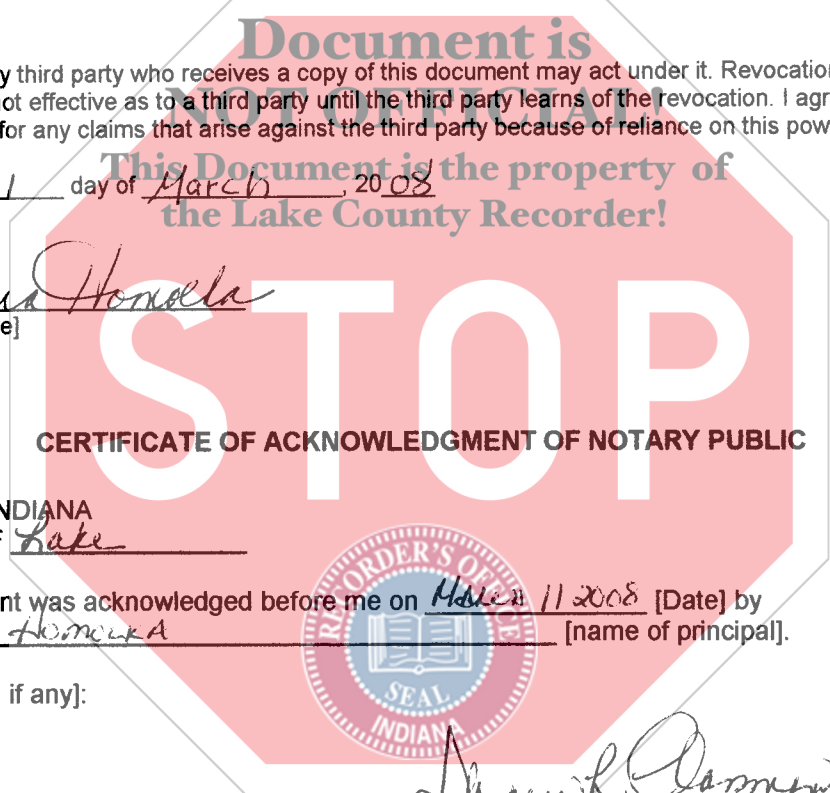 Document is
y third party who receives a copy of this document may act under it. Revocation
NOT OFFICIAL!
ot effective as to a third party until the third party learns of the revocation. I agr
for any claims that arise against the third party because of reliance on this pow
This Document is the property of
1 day of March, 2008
the Lake County Recorder!
e]
STOP
CERTIFICATE OF ACKNOWLEDGMENT OF NOTARY PUBLIC
NDIANA
F Lake
RECORDER'S OFFICE
nt was acknowledged before me on March 11 2008 [Date] by
[name of principal].
SEAL
if any]:
INDIANA